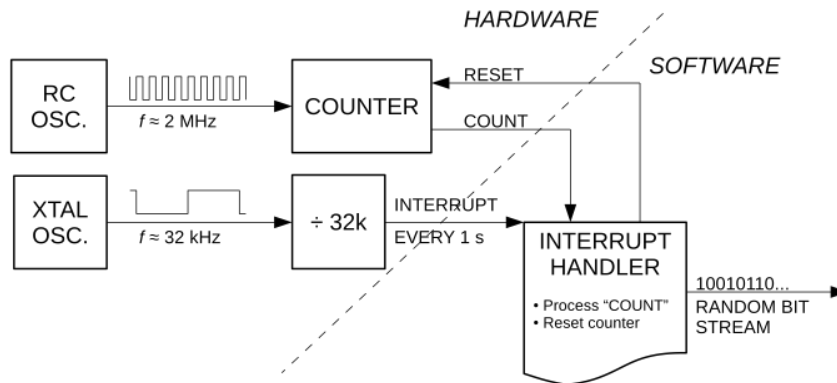 HARDWARE
SOFTWARE
RC
OSC.
f ≈ 2 MHz
COUNTER
RESET
COUNT
XTAL
OSC.
f ≈ 32 kHz
÷ 32k
INTERRUPT
EVERY 1 s
INTERRUPT
HANDLER
• Process “COUNT”
• Reset counter
10010110...
RANDOM BIT
STREAM